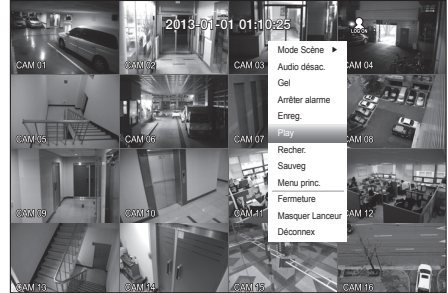 2013-01-01 01:10:25
LOG ON
CAM 01
CAM 02
CAM 03
CAM 04
Mode Scène ▶
Audio désac.
Gel
Arrêter alarme
Enreg.
Play
Recher.
Sauveg
Menu princ.
Fermeture
Masquer Lanceur
Déconnex
CAM 05
CAM 06
CAM 07
CAM 08
CAM 09
CAM 10
CAM 11
CAM 12
CAM 13
CAM 14
CAM 15
CAM 16